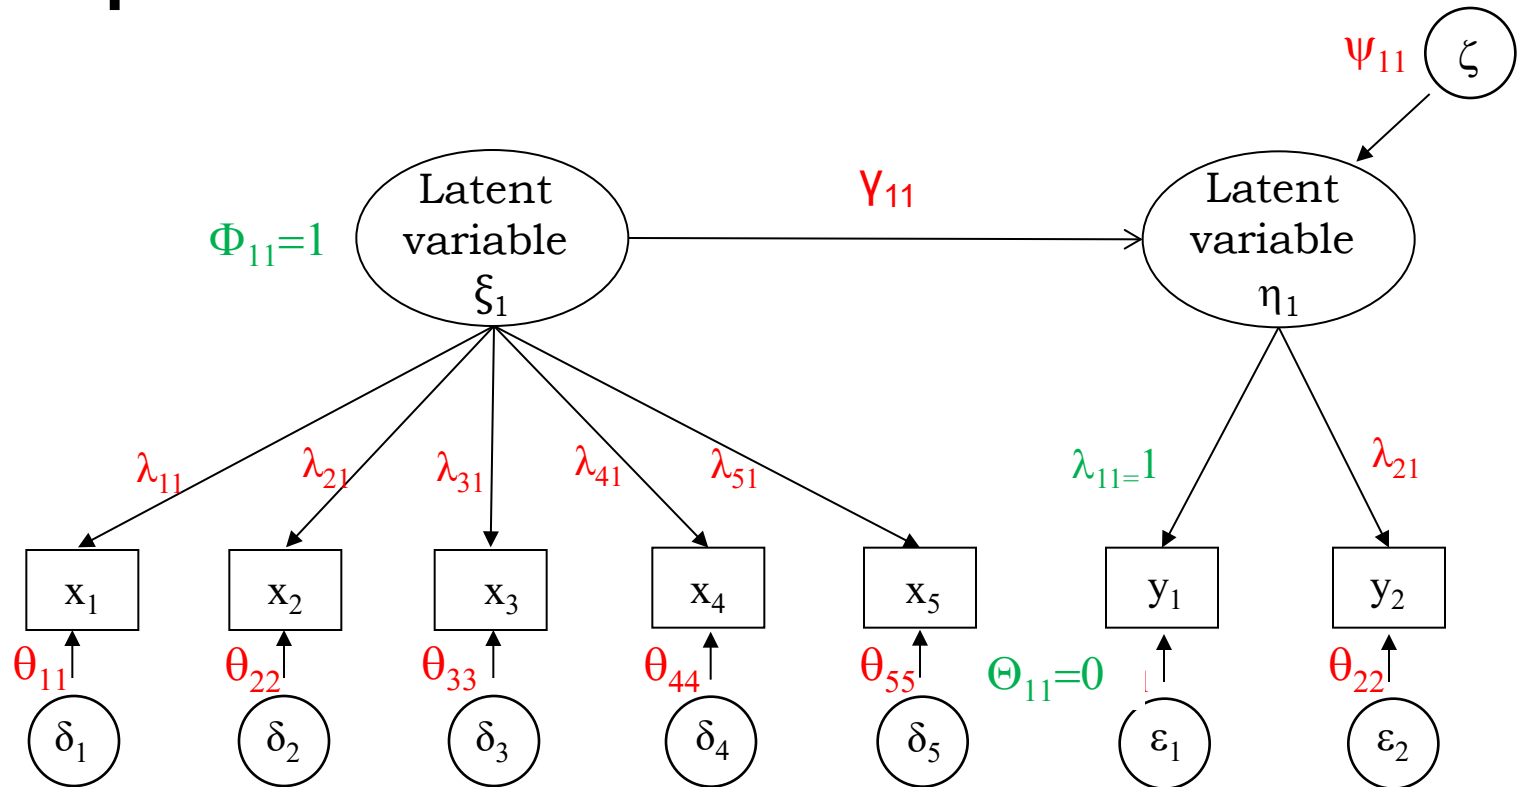 ψ₁₁ ζ
Latent
variable
ξ₁
Φ₁₁=1
γ₁₁
Latent
variable
η₁
λ₁₁ λ₂₁ λ₃₁ λ₄₁ λ₅₁ λ₁₁₌1 λ₂₁
x₁ x₂ x₃ x₄ x₅ y₁ y₂
θ₁₁ θ₂₂ θ₃₃ θ₄₄ θ₅₅ Θ₁₁=0 θ₂₂
δ₁ δ₂ δ₃ δ₄ δ₅ ε₁ ε₂